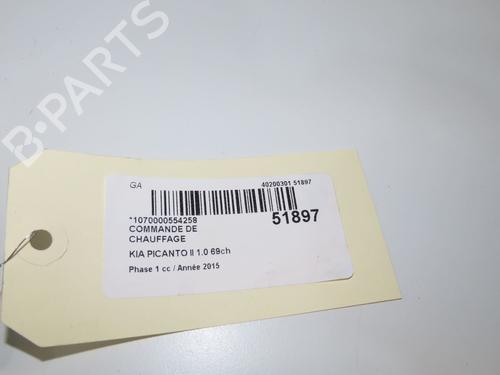 B-PARTS
GA 40200301 51897
*1070000554258 51897
COMMANDE DE
CHAUFFAGE
KIA PICANTO II 1.0 69ch
Phase 1 cc / Année 2015